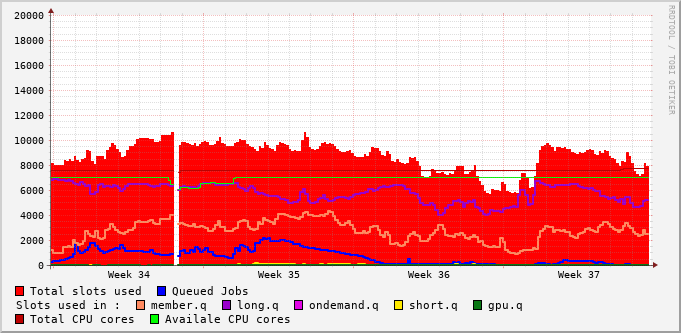 RRDTOOL / TOBI OETIKER
20000
18000
16000
14000
12000
10000
8000
6000
4000
2000
0
Week 34 Week 35 Week 36 Week 37
Total slots used Queued Jobs
Slots used in : member.q long.q ondemand.q short.q gpu.q
Total CPU cores Availale CPU cores